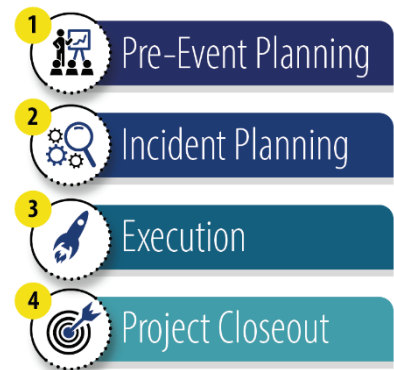 1
Pre-Event Planning
2
Incident Planning
3
Execution
4
Project Closeout